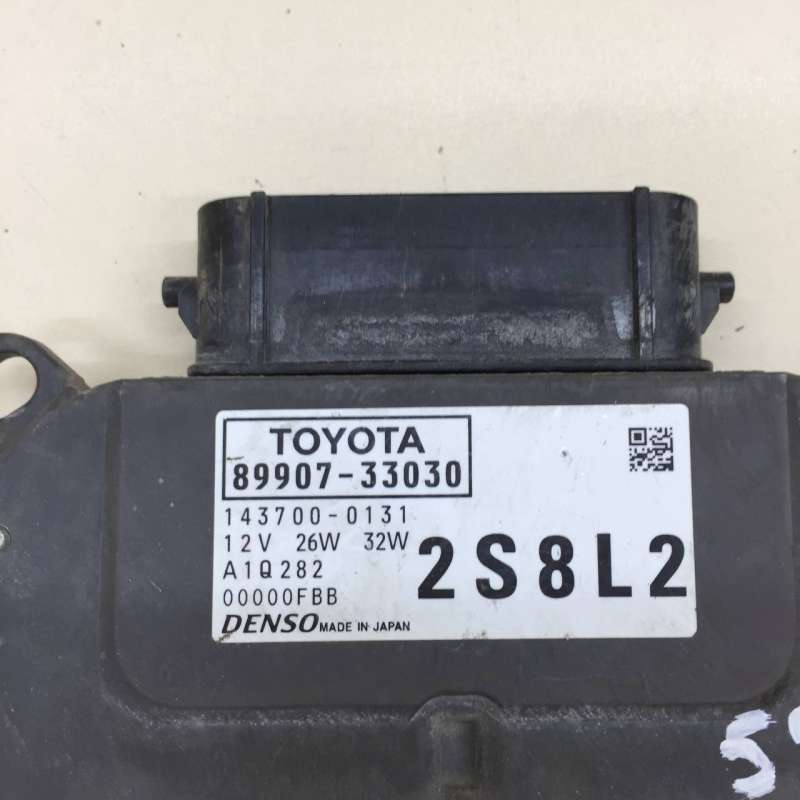 TOYOTA
89907-33030
143700-0131
12V 26W 32W
A1Q282
00000FBB
2S8L2
DENSO MADE IN JAPAN